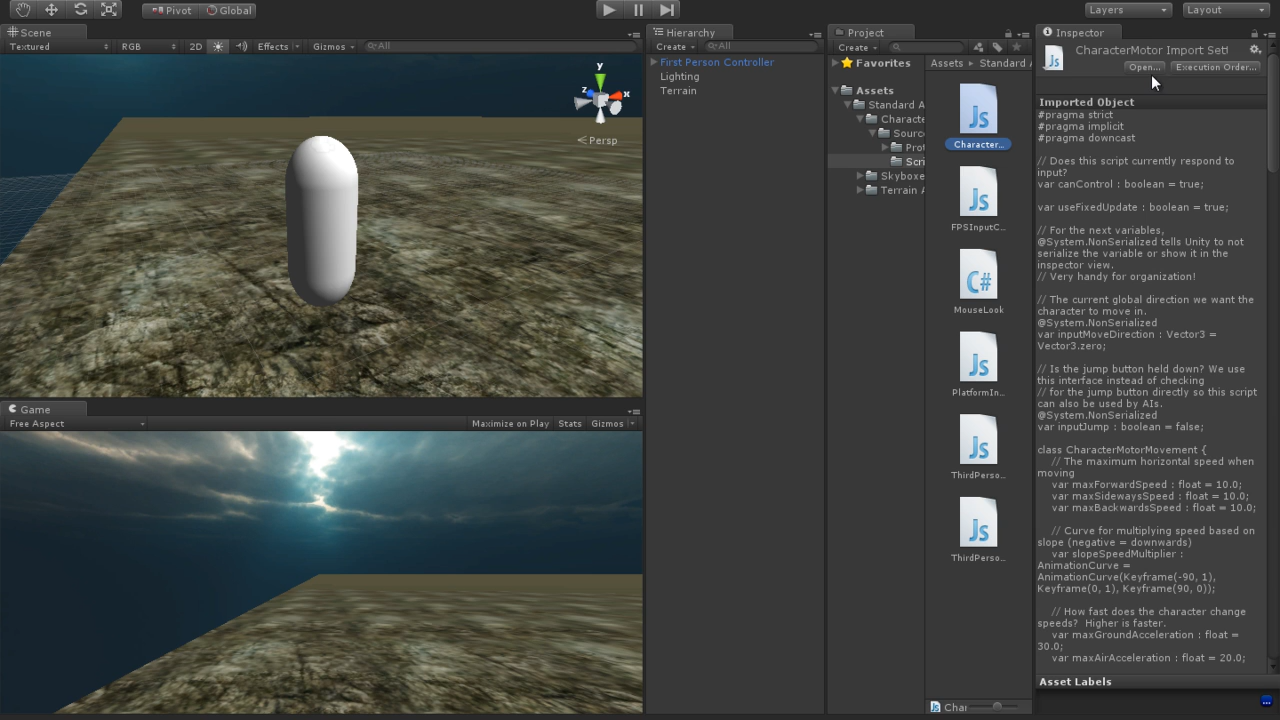 Pivot
Global
Layers
Layout
Scene
Textured
RGB
2D
Effects
Gizmos
All
y
z
x
Persp
Game
Free Aspect
Maximize on Play
Stats
Gizmos
Hierarchy
Create
All
First Person Controller
Lighting
Terrain
Project
Create
Favorites
Assets
Standard A
Characte
Sourc
Pro
Scri
Skyboxe
Terrain A
Assets
Standard A
Js
Character...
Js
FPSInputC...
C#
MouseLook
Js
PlatformIn...
Js
ThirdPerso...
Js
ThirdPerso...
Js
Char
Inspector
Js
CharacterMotor Import Sett
Open...
Execution Order...
Imported Object
#pragma strict
#pragma implicit
#pragma downcast
// Does this script currently respond to
input?
var canControl : boolean = true;
var useFixedUpdate : boolean = true;
// For the next variables,
@System.NonSerialized tells Unity to not
serialize the variable or show it in the
inspector view.
// Very handy for organization!
// The current global direction we want the
character to move in.
@System.NonSerialized
var inputMoveDirection : Vector3 =
Vector3.zero;
// Is the jump button held down? We use
this interface instead of checking
// for the jump button directly so this script
can also be used by AIs.
@System.NonSerialized
var inputJump : boolean = false;
class CharacterMotorMovement {
// The maximum horizontal speed when
moving
var maxForwardSpeed : float = 10.0;
var maxSidewaysSpeed : float = 10.0;
var maxBackwardsSpeed : float = 10.0;
// Curve for multiplying speed based on
slope (negative = downwards)
var slopeSpeedMultiplier :
AnimationCurve =
AnimationCurve(Keyframe(-90, 1),
Keyframe(0, 1), Keyframe(90, 0));
// How fast does the character change
speeds?  Higher is faster.
var maxGroundAcceleration : float =
30.0;
var maxAirAcceleration : float = 20.0;
Asset Labels